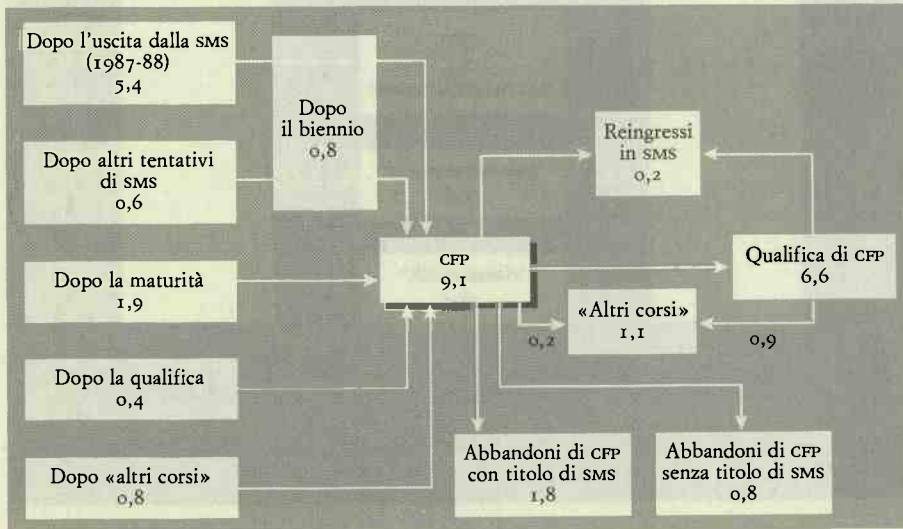 Dopo l'uscita dalla SMS
(1987-88)
5,4
Dopo altri tentativi
di SMS
0,6
Dopo la maturità
1,9
Dopo la qualifica
0,4
Dopo «altri corsi»
0,8
Dopo
il biennio
0,8
CFP
9,1
Reingressi
in SMS
0,2
Qualifica di CFP
6,6
«Altri corsi»
1,1
0,2
0,9
Abbandoni di CFP
con titolo di SMS
1,8
Abbandoni di CFP
senza titolo di SMS
0,8